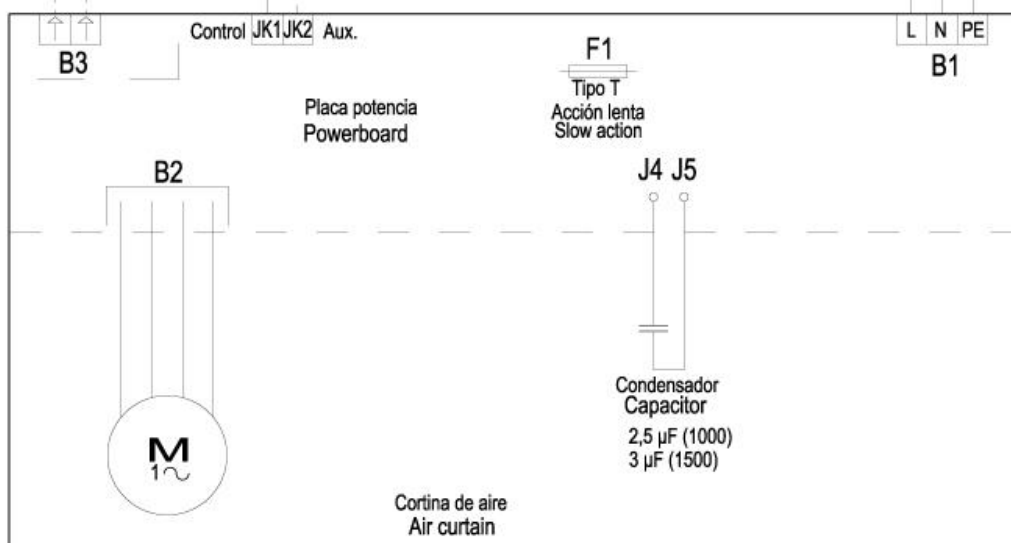 Control JK1 JK2 Aux.
L N PE
B3
F1
B1
Tipo T
Acción lenta
Slow action
Placa potencia
Powerboard
B2
J4 J5
Condensador
Capacitor
2,5 µF (1000)
3 µF (1500)
M
1~
Cortina de aire
Air curtain